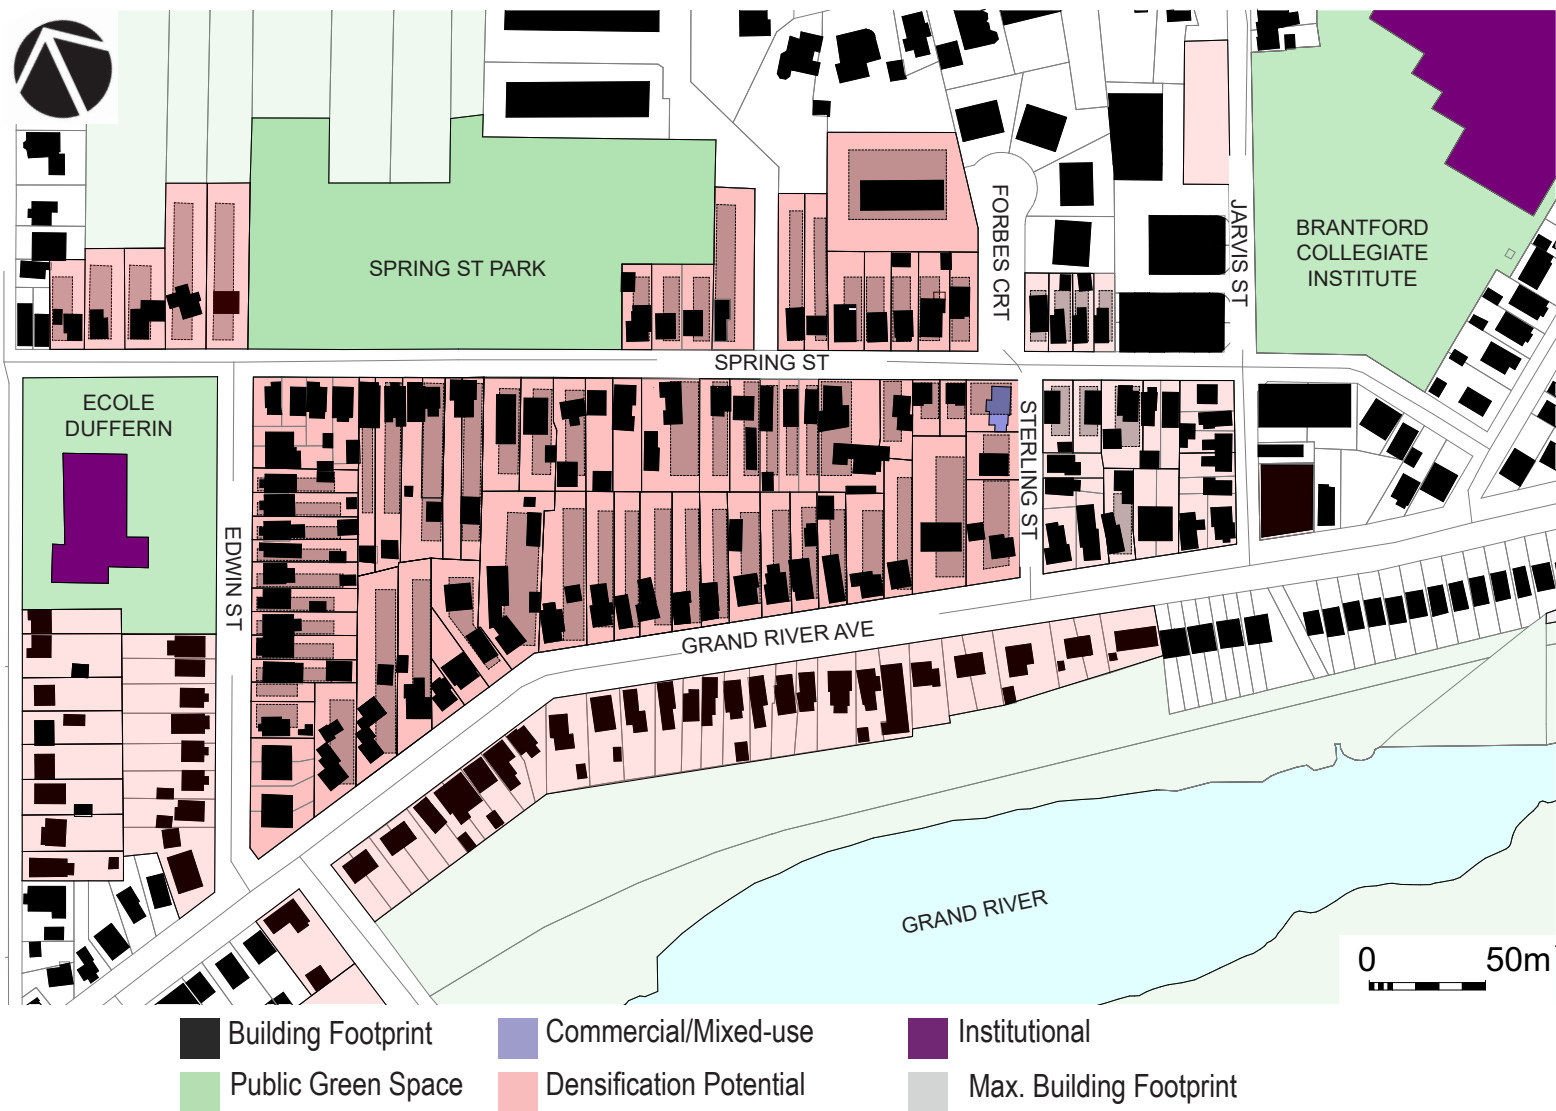 FORBES CRT
JARVIS ST
BRANTFORD
COLLEGIATE
INSTITUTE
SPRING ST PARK
SPRING ST
ECOLE
DUFFERIN
STERLING ST
EDWIN ST
GRAND RIVER AVE
GRAND RIVER
0 50m
Building Footprint
Commercial/Mixed-use
Institutional
Public Green Space
Densification Potential
Max. Building Footprint